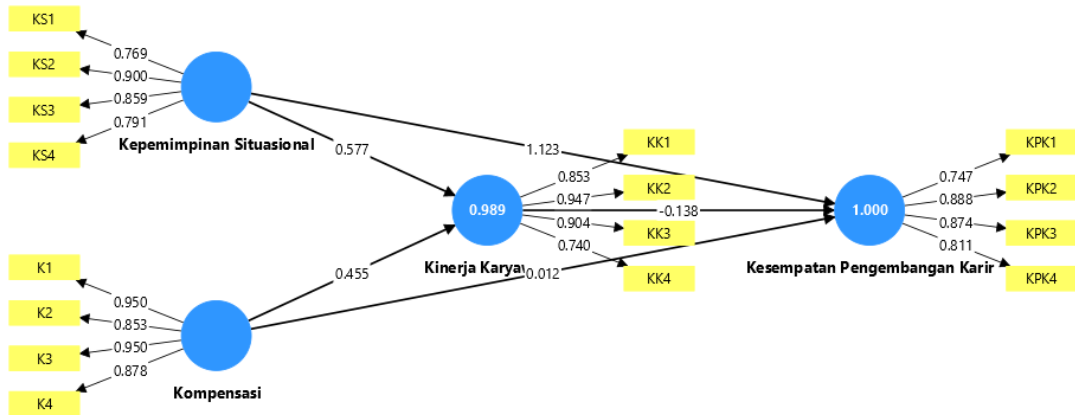 KS1
0.769
KS2
0.900
KS3
0.859
KS4
0.791
Kepemimpinan Situasional
0.577
1.123
KK1
0.853
KK2
0.947
0.989
-0.138
0.904
KK3
0.740
KK4
Kinerja Karyaw
0.455
0.012
KPK1
0.747
KPK2
0.888
1.000
0.874
KPK3
0.811
KPK4
Kesempatan Pengembangan Karir
K1
0.950
K2
0.853
K3
0.950
0.878
K4
Kompensasi